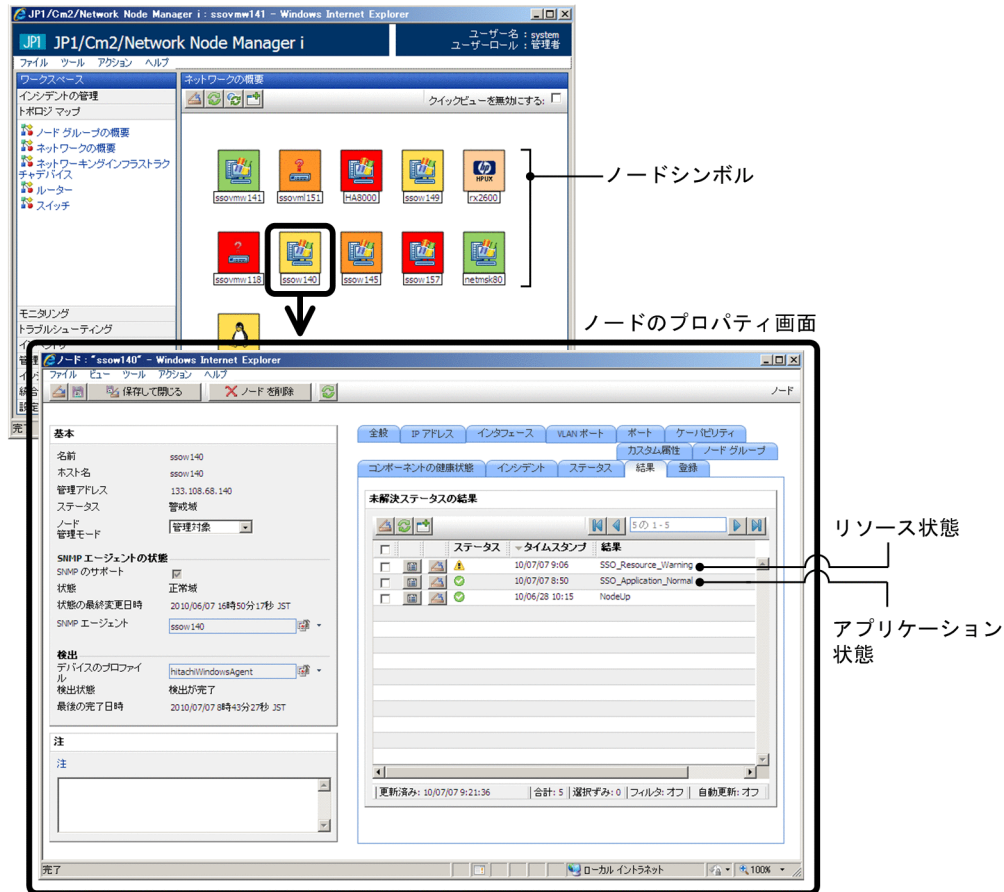 JP1/Cm2/Network Node Manager i : ssovmw141 - Windows Internet Explorer
JP1 JP1/Cm2/Network Node Manager i
ユーザー名 : system
ユーザーロール : 管理者
ファイル ツール アクション ヘルプ
ワークスペース
インシデントの管理
トポロジ マップ
ノード グループの概要
ネットワークの概要
ネットワーキングインフラストラク
チャデバイス
ルーター
スイッチ
モニタリング
トラブルシューティング
ネットワークの概要
クイックビューを無効にする:
ssovmw141 ssovml151 HA8000 ssow149 rx2600
HPUX
ssovmw118 ssow140 ssow145 ssow157 netmsk80
ノードシンボル
ノードのプロパティ画面
管理
統合
設定
完了
ノード : "ssow140" - Windows Internet Explorer
ファイル ビュー ツール アクション ヘルプ
保存して閉じる ノード を削除
ノード
基本
名前 ssow140
ホスト名 ssow140
管理アドレス 133.108.68.140
ステータス 警戒域
ノード
管理モード 管理対象
SNMP エージェントの状態
SNMP のサポート
状態 正常域
状態の最終変更日時 2010/06/07 16時50分17秒 JST
SNMP エージェント ssow140
検出
デバイスのプロファイ
ル hitachiWindowsAgent
検出状態 検出が完了
最後の完了日時 2010/07/07 8時43分27秒 JST
注
注
全般 IP アドレス インタフェース VLAN ポート ポート ケーパビリティ
カスタム属性 ノード グループ
コンポーネントの健康状態 インシデント ステータス 結果 登録
未解決ステータスの結果
5の 1 - 5
ステータス タイムスタンプ 結果
10/07/07 9:06 SSO_Resource_Warning
10/07/07 8:50 SSO_Application_Normal
10/06/28 10:15 NodeUp
更新済み: 10/07/07 9:21:36 合計: 5 選択ずみ: 0 フィルタ: オフ 自動更新: オフ
リソース状態
アプリケーション
状態
完了
ローカル イントラネット
100%